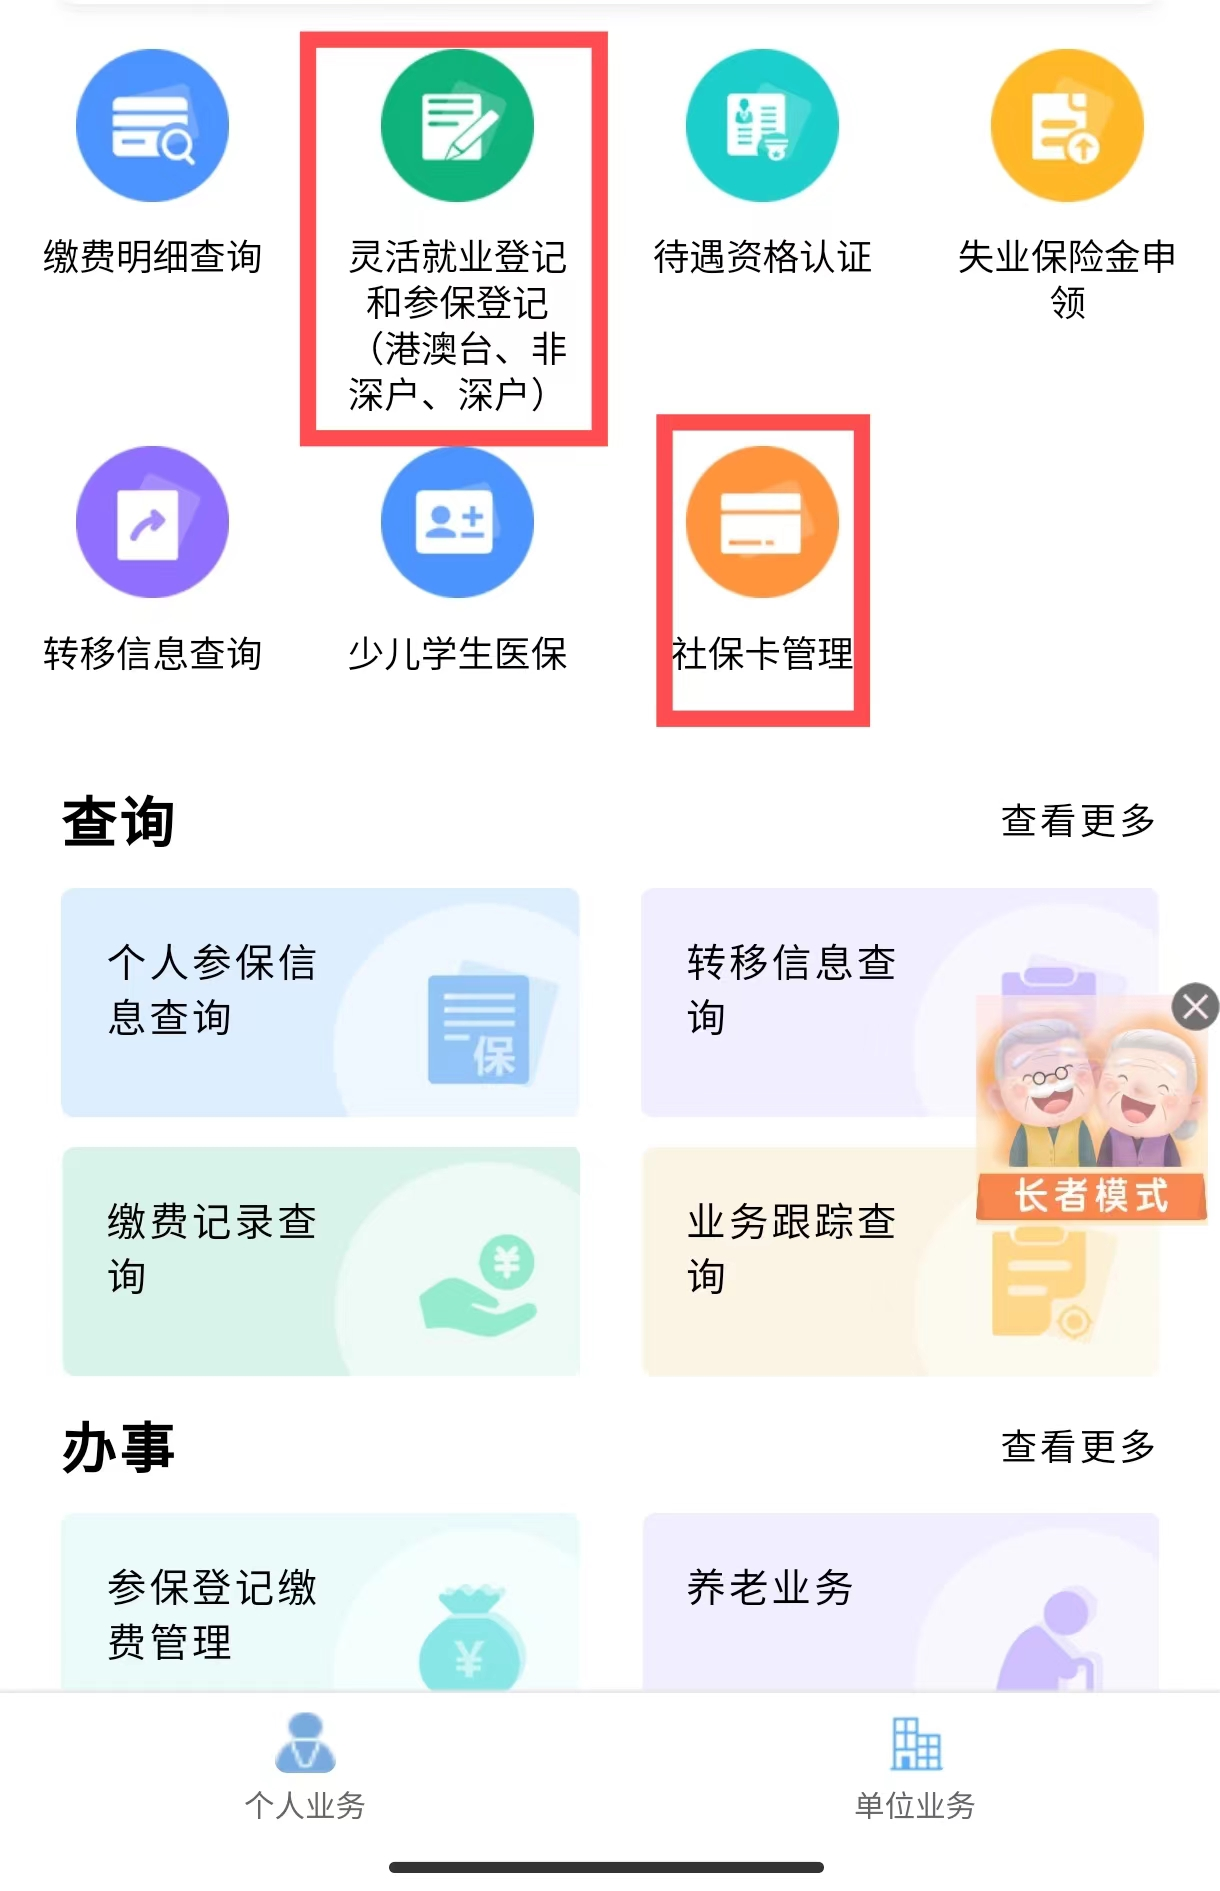 缴费明细查询
灵活就业登记
和参保登记
（港澳台、非
深户、深户）
待遇资格认证
失业保险金申
领
转移信息查询
少儿学生医保
社保卡管理
查询
查看更多
个人参保信
息查询
保
转移信息查
询
长者模式
缴费记录查
询
¥
业务跟踪查
询
办事
查看更多
参保登记缴
费管理
¥
养老业务
个人业务
单位业务